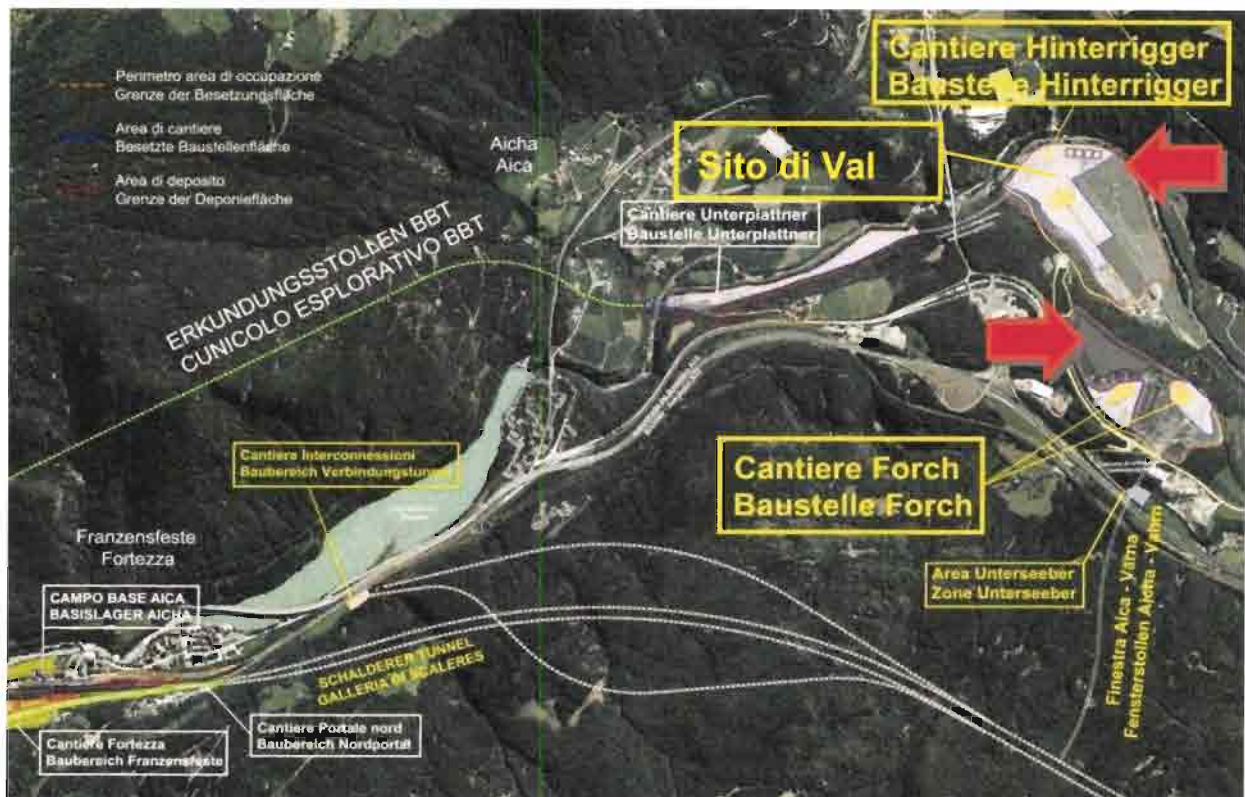 Perimetro area di occupazione
Grenze der Besetzungsfläche
Area di cantiere
Besetzte Baustellenfläche
Area di deposito
Grenze der Deponiefläche
Cantiere Hinterrigger
Baustelle Hinterrigger
Aicha
Aica
Sito di Val
Cantiere Unterplattner
Baustelle Unterplattner
ERKUNDUNGSSTOLLEN BBT
CUNICOLO ESPLORATIVO BBT
Cantiere Interconnessioni
Baubereich Verbindungstunnel
Cantiere Forch
Baustelle Forch
Franzensfeste
Fortezza
CAMPO BASE AICA
BASISLAGER AICHA
Area Unterseeber
Zone Unterseeber
Finestra Aica - Varna
Fensterstollen Aicha - Vahrn
SCHALDERER TUNNEL
GALLERIA DI SCALERES
Cantiere Portale nord
Baubereich Nordportal
Cantiere Fortezza
Baubereich Franzensfeste